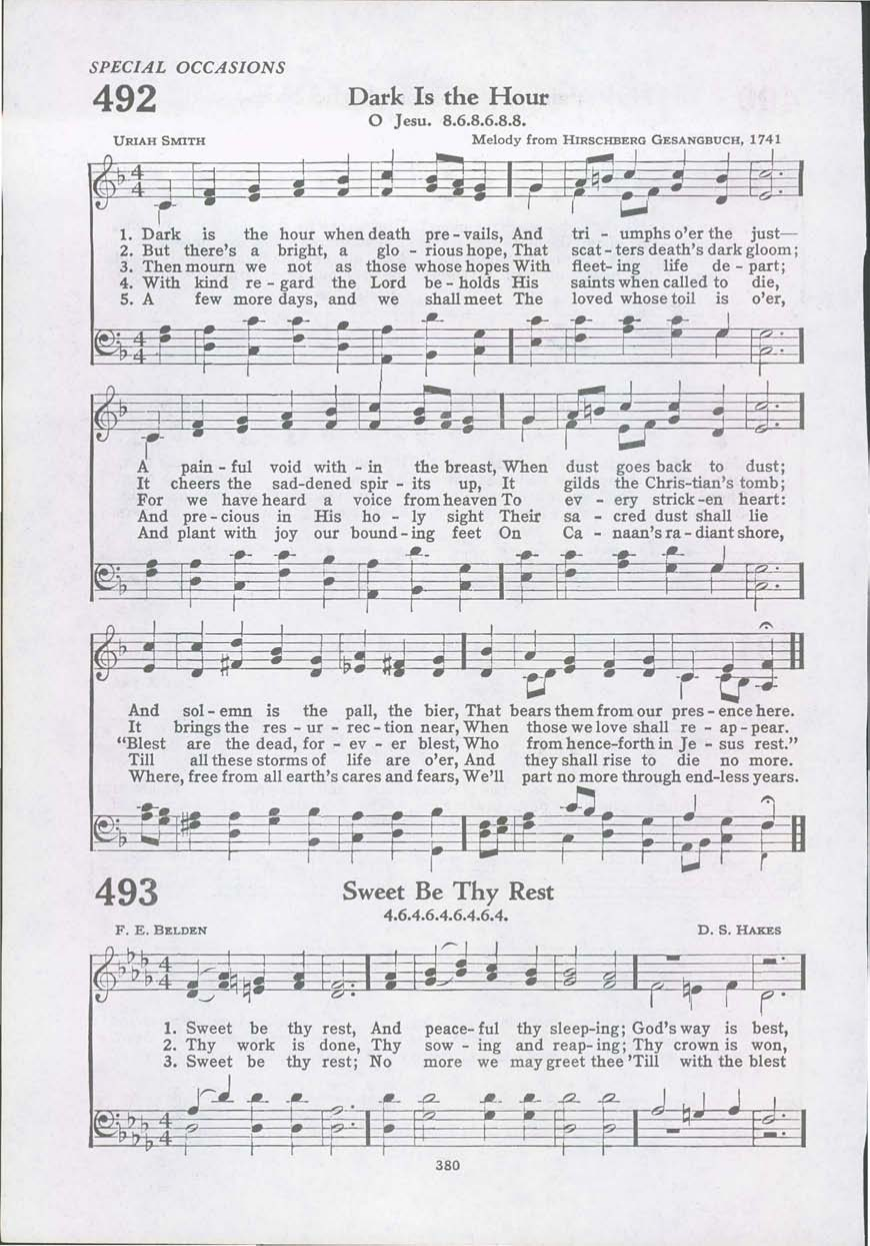 SPECIAL OCCASIONS
492 Dark Is the Hour
O Jesu. 8.6.8.6.8.8.
URIAH SMITH Melody from HIRSCHBERG GESANGBUCH, 1741
1. Dark is the hour when death pre-vails, And tri-umphs o'er the just—
2. But there's a bright, a glo-rious hope, That scat-ters death's dark gloom;
3. Then mourn we not as those whose hopes With fleet-ing life de-part;
4. With kind re-gard the Lord be-holds His saints when called to die,
5. A few more days, and we shall meet The loved whose toil is o'er,
A pain-ful void with-in the breast, When dust goes back to dust;
It cheers the sad-dened spir-its up, It gilds the Chris-tian's tomb;
For we have heard a voice from heaven To ev-ery strick-en heart:
And pre-cious in His ho-ly sight Their sa-cred dust shall lie
And plant with joy our bound-ing feet On Ca-naan's ra-diant shore,
And sol-emn is the pall, the bier, That bears them from our pres-ence here.
It brings the res-ur-rec-tion near, When those we love shall re-ap-pear.
"Blest are the dead, for-ev-er blest, Who from hence-forth in Je-sus rest."
Till all these storms of life are o'er, And they shall rise to die no more.
Where, free from all earth's cares and fears, We'll part no more through end-less years.
493 Sweet Be Thy Rest
4.6.4.6.4.6.4.6.4.
F. E. BELDEN D. S. HAKES
1. Sweet be thy rest, And peace-ful thy sleep-ing; God's way is best,
2. Thy work is done, Thy sow-ing and reap-ing; Thy crown is won,
3. Sweet be thy rest; No more we may greet thee 'Till with the blest
380